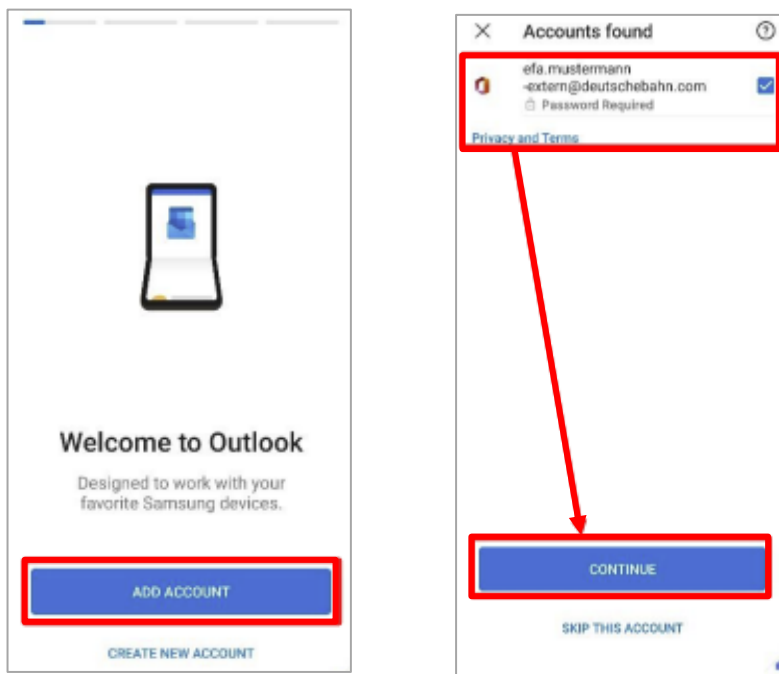 Welcome to Outlook
Designed to work with your
favorite Samsung devices.
ADD ACCOUNT
CREATE NEW ACCOUNT
Accounts found
efa.mustermann
-extern@deutschebahn.com
Password Required
Privacy and Terms
CONTINUE
SKIP THIS ACCOUNT